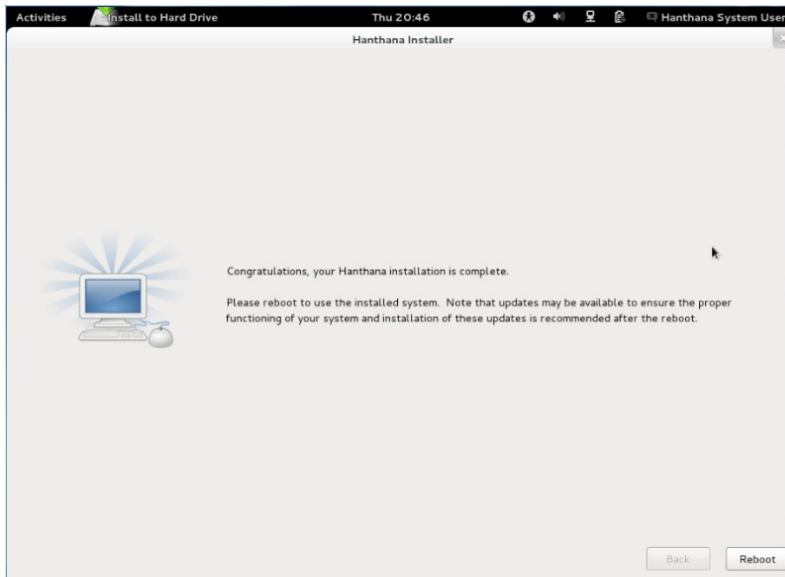 Activities
Install to Hard Drive
Thu 20:46
Hanthana System User
Hanthana Installer
Congratulations, your Hanthana installation is complete.
Please reboot to use the installed system. Note that updates may be available to ensure the proper
functioning of your system and installation of these updates is recommended after the reboot.
Back
Reboot